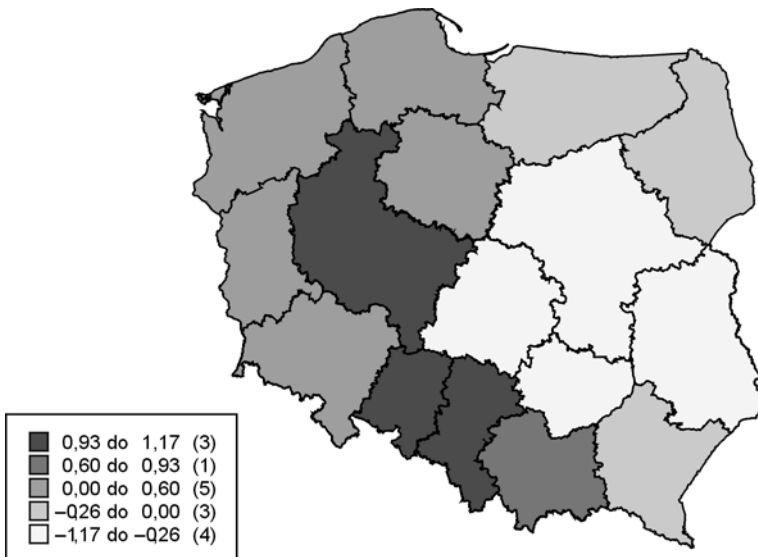 0,93 do 1,17 (3)
0,60 do 0,93 (1)
0,00 do 0,60 (5)
−0,26 do 0,00 (3)
−1,17 do −0,26 (4)